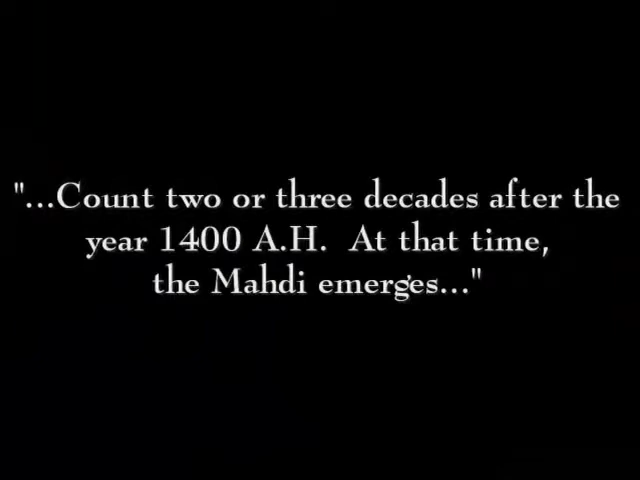 "...Count two or three decades after the
year 1400 A.H.  At that time,
the Mahdi emerges..."